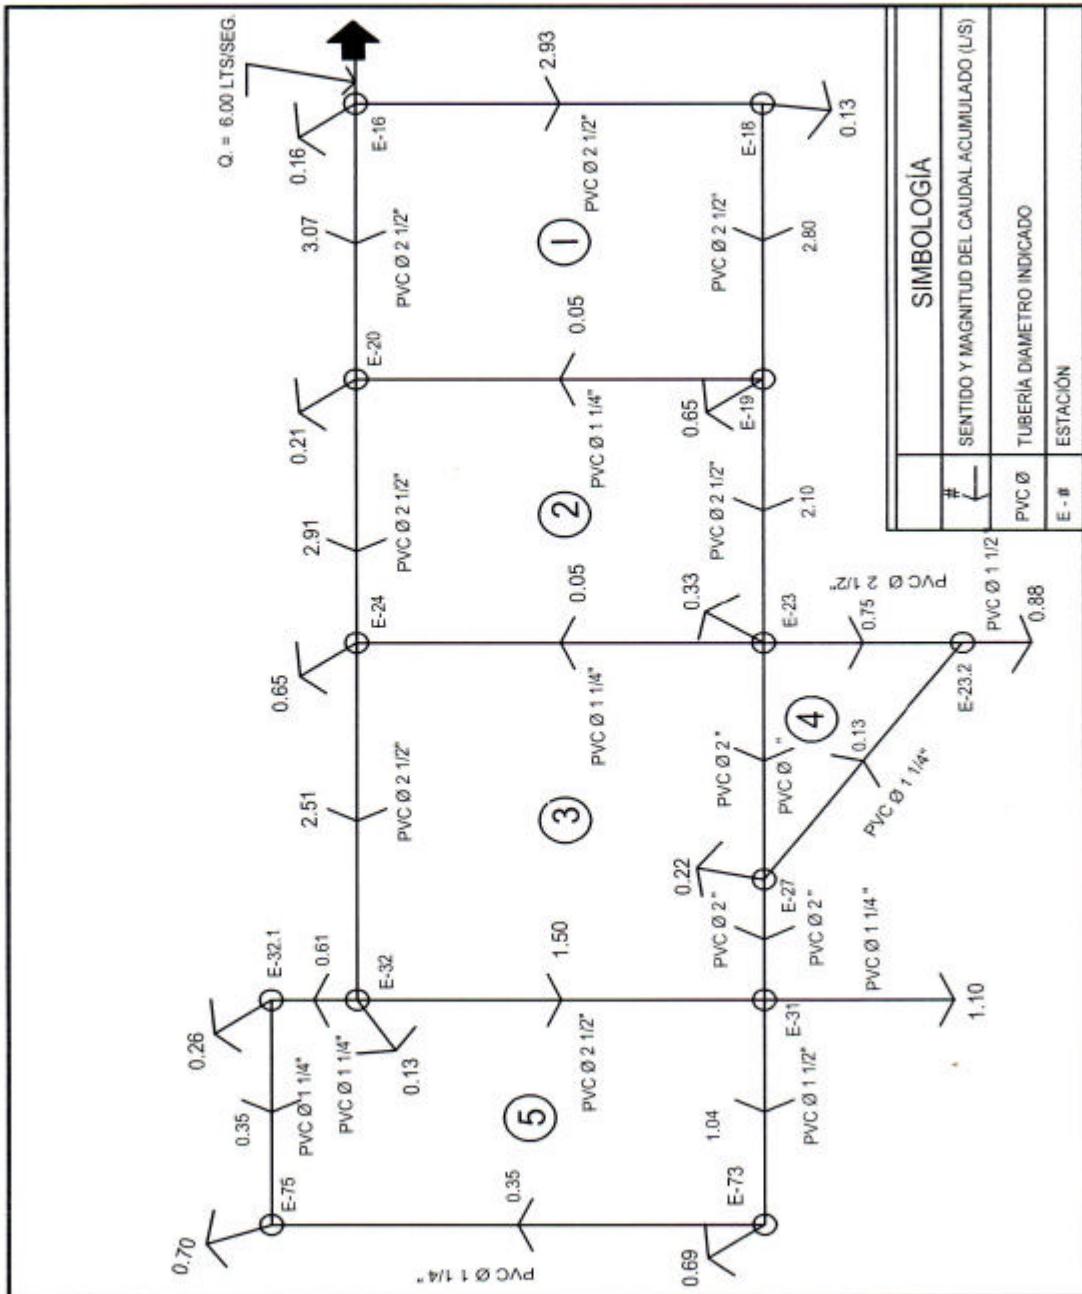 Q. = 6.00 LTS/SEG.
0.16
E-16
2.93
PVC Ø 2 1/2"
3.07
PVC Ø 2 1/2"
1
E-18
0.13
PVC Ø 2 1/2"
2.80
E-20
0.21
0.05
PVC Ø 1 1/4"
0.65
E-19
2.91
PVC Ø 2 1/2"
2
PVC Ø 2 1/2"
2.10
E-24
0.65
0.05
PVC Ø 1 1/4"
0.33
E-23
PVC Ø 2 1/2"
0.75
PVC Ø 1 1/2
0.88
E-23.2
2.51
PVC Ø 2 1/2"
3
PVC Ø 2 "
PVC Ø "
4
0.13
PVC Ø 1 1/4"
0.22
E-27
PVC Ø 2 "
PVC Ø 2 "
PVC Ø 1 1/4 "
1.10
E-31
E-32.1
0.26
0.61
E-32
1.50
PVC Ø 2 1/2"
0.13
PVC Ø 1 1/4"
PVC Ø 1 1/4"
0.35
5
1.04
PVC Ø 1 1/2"
E-75
0.70
0.35
PVC Ø 1 1/4 "
E-73
0.69
SIMBOLOGÍA
# SENTIDO Y MAGNITUD DEL CAUDAL ACUMULADO (L/S)
PVC Ø TUBERÍA DIAMETRO INDICADO
E - # ESTACIÓN